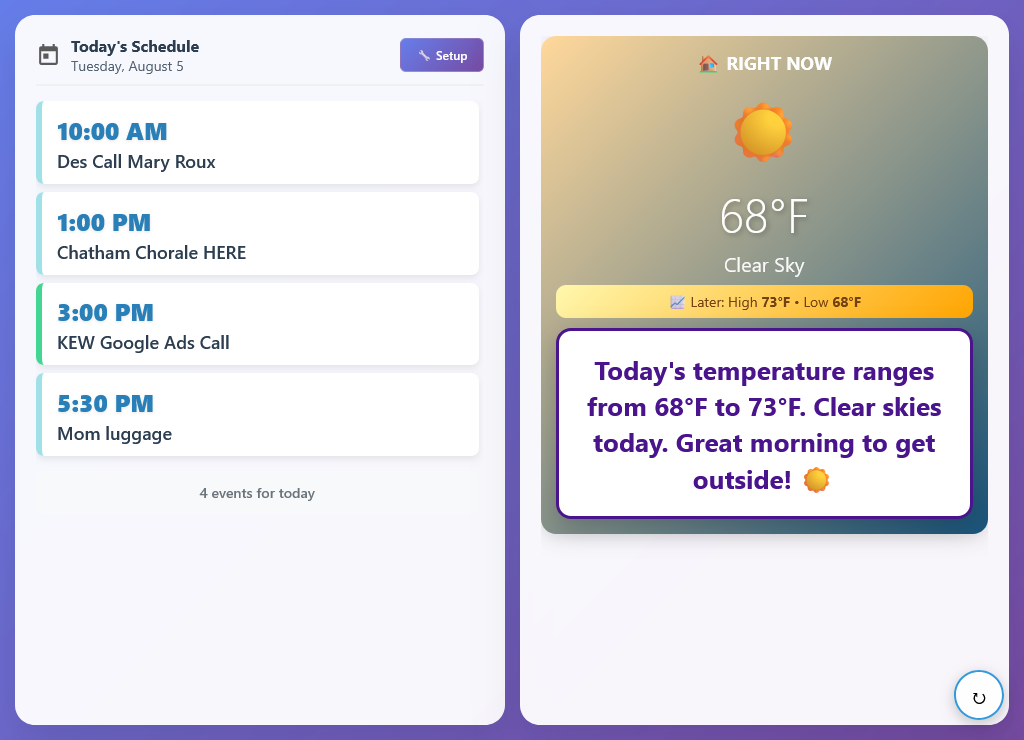 Today's Schedule
Tuesday, August 5
🔧 Setup
10:00 AM
Des Call Mary Roux
1:00 PM
Chatham Chorale HERE
3:00 PM
KEW Google Ads Call
5:30 PM
Mom luggage
4 events for today
🏠 RIGHT NOW
68°F
Clear Sky
📈 Later: High 73°F • Low 68°F
Today's temperature ranges
from 68°F to 73°F. Clear skies
today. Great morning to get
outside! ☀️
↻